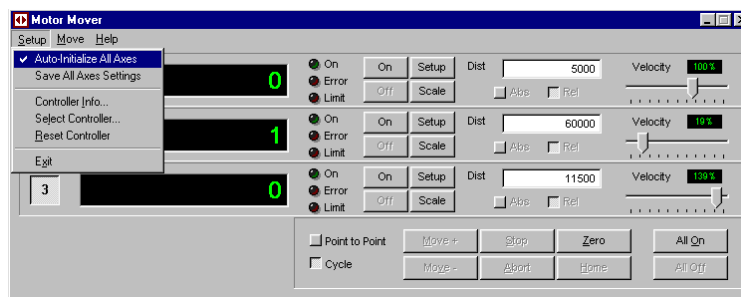 Motor Mover
Setup Move Help
Auto-Initialize All Axes
Save All Axes Settings
Controller Info...
Select Controller...
Reset Controller
Exit
0
On
Error
Limit
On
Off
Setup
Scale
Dist
5000
Abs
Rel
Velocity
100%
1
On
Error
Limit
On
Off
Setup
Scale
Dist
60000
Abs
Rel
Velocity
19%
3
0
On
Error
Limit
On
Off
Setup
Scale
Dist
11500
Abs
Rel
Velocity
139%
Point to Point
Cycle
Move +
Stop
Zero
All On
Move -
Abort
Home
All Off